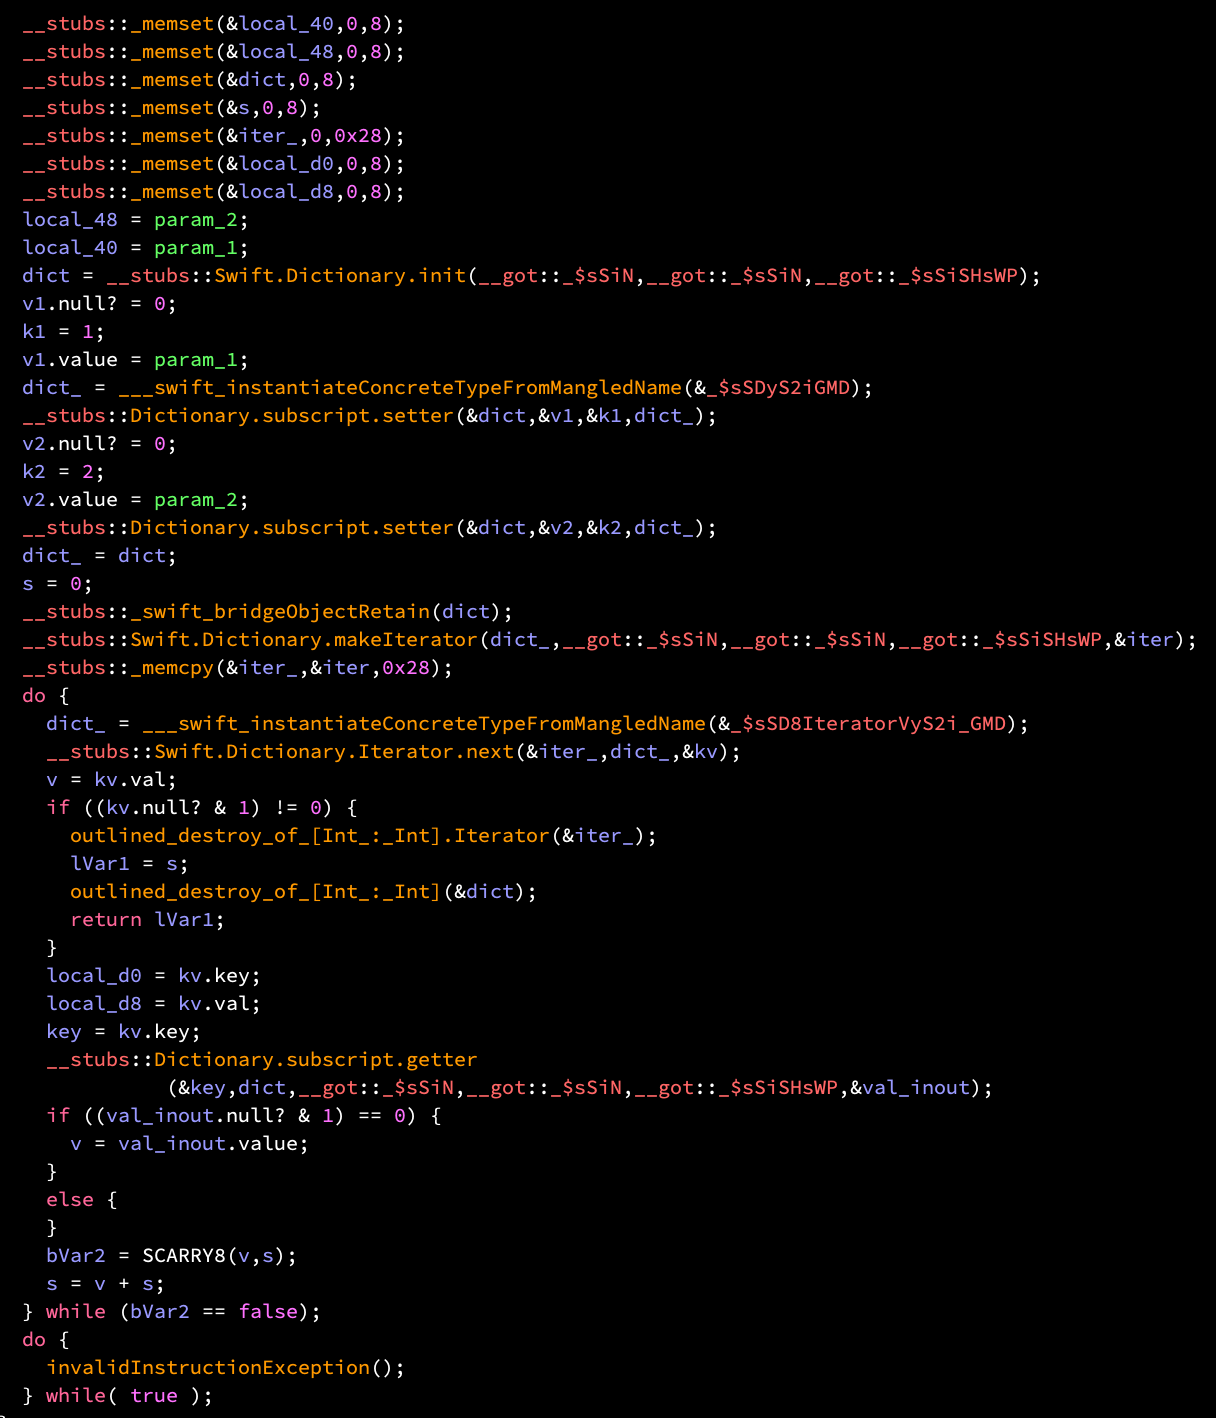 __stubs::_memset(&local_40,0,8);
__stubs::_memset(&local_48,0,8);
__stubs::_memset(&dict,0,8);
__stubs::_memset(&s,0,8);
__stubs::_memset(&iter_,0,0x28);
__stubs::_memset(&local_d0,0,8);
__stubs::_memset(&local_d8,0,8);
local_48 = param_2;
local_40 = param_1;
dict = __stubs::Swift.Dictionary.init(__got::_$sSiN,__got::_$sSiN,__got::_$sSiSHsWP);
v1.null? = 0;
k1 = 1;
v1.value = param_1;
dict_ = ___swift_instantiateConcreteTypeFromMangledName(&_$sSDyS2iGMD);
__stubs::Dictionary.subscript.setter(&dict,&v1,&k1,dict_);
v2.null? = 0;
k2 = 2;
v2.value = param_2;
__stubs::Dictionary.subscript.setter(&dict,&v2,&k2,dict_);
dict_ = dict;
s = 0;
__stubs::_swift_bridgeObjectRetain(dict);
__stubs::Swift.Dictionary.makeIterator(dict_,__got::_$sSiN,__got::_$sSiN,__got::_$sSiSHsWP,&iter);
__stubs::_memcpy(&iter_,&iter,0x28);
do {
  dict_ = ___swift_instantiateConcreteTypeFromMangledName(&_$sSD8IteratorVyS2i_GMD);
  __stubs::Swift.Dictionary.Iterator.next(&iter_,dict_,&kv);
  v = kv.val;
  if ((kv.null? & 1) != 0) {
    outlined_destroy_of_[Int_:_Int].Iterator(&iter_);
    lVar1 = s;
    outlined_destroy_of_[Int_:_Int](&dict);
    return lVar1;
  }
  local_d0 = kv.key;
  local_d8 = kv.val;
  key = kv.key;
  __stubs::Dictionary.subscript.getter
            (&key,dict,__got::_$sSiN,__got::_$sSiN,__got::_$sSiSHsWP,&val_inout);
  if ((val_inout.null? & 1) == 0) {
    v = val_inout.value;
  }
  else {
  }
  bVar2 = SCARRY8(v,s);
  s = v + s;
} while (bVar2 == false);
do {
  invalidInstructionException();
} while( true );